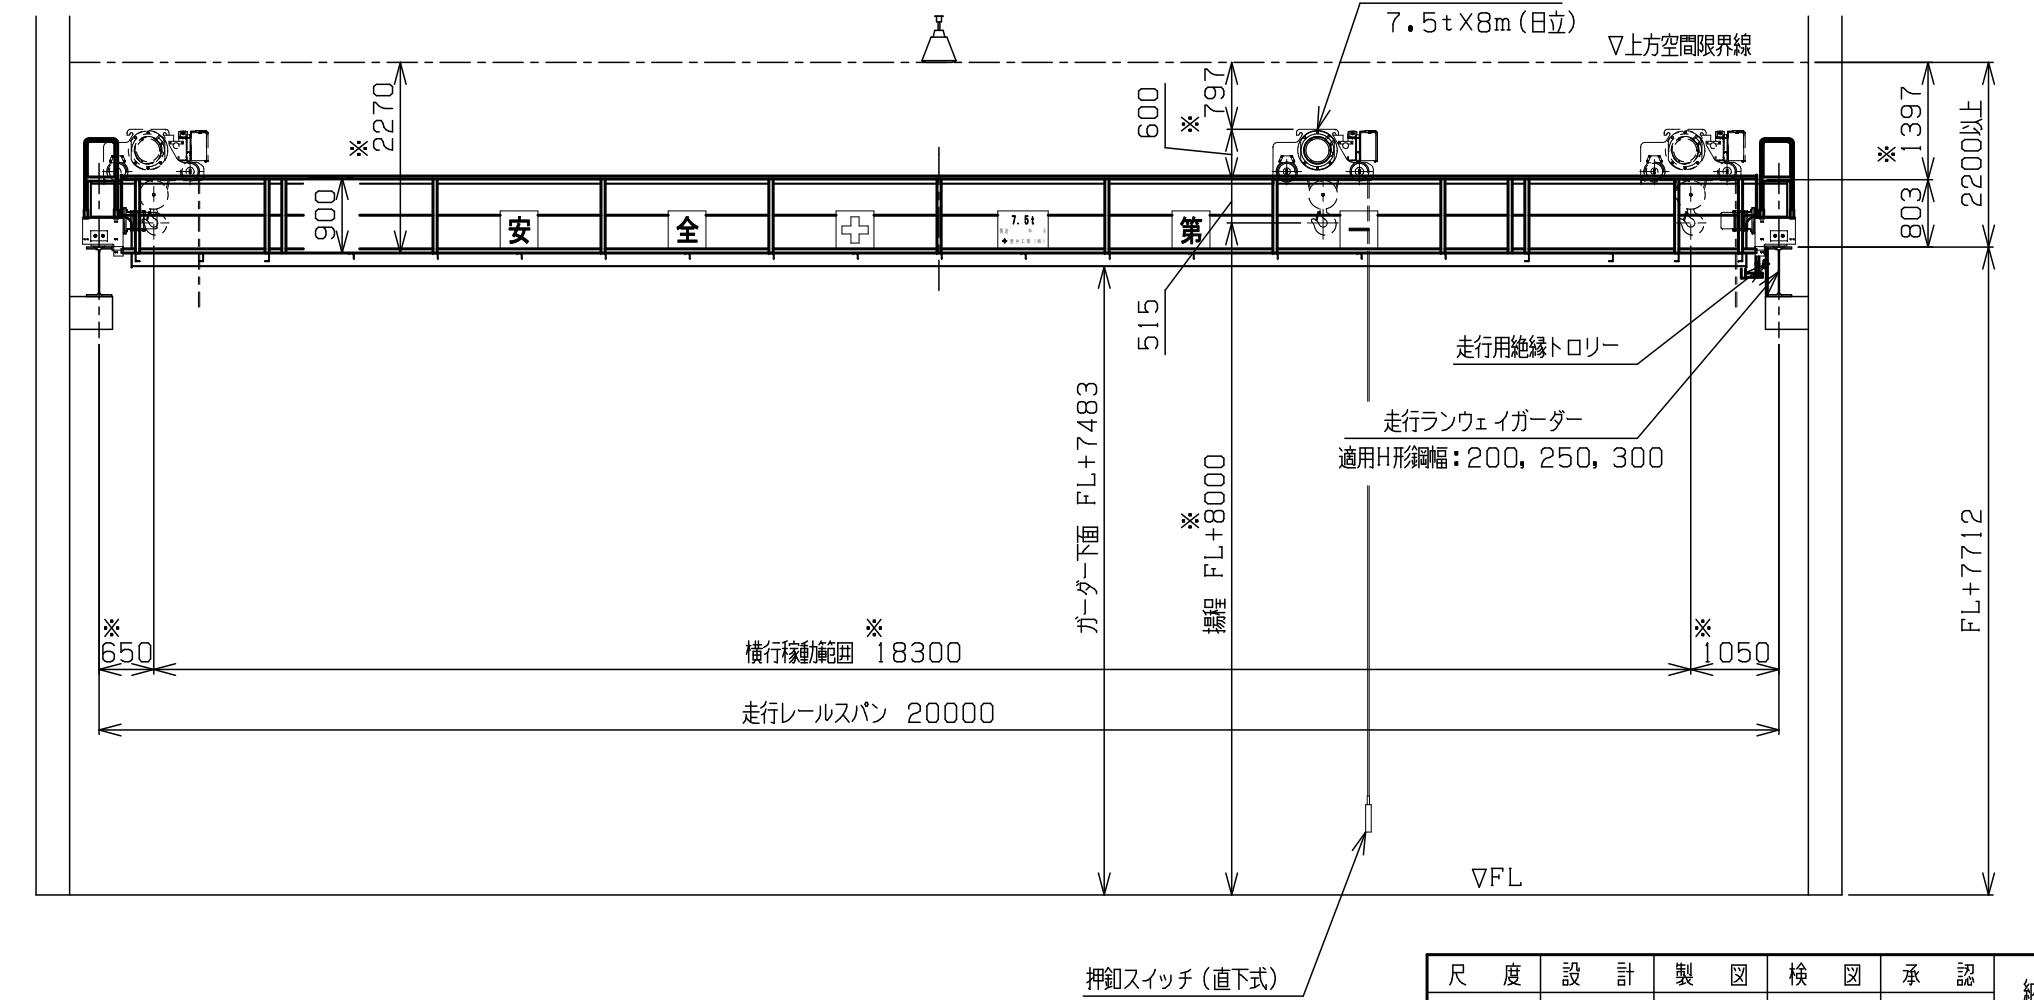 7.5t×8m(日立)
▽上方空間限界線
※2270
600
※797
※1397
2200以上
803
900
安 全 第 一
7.5t
515
走行用絶縁トロリー
走行ランウェイガーダー
適用H形鋼幅:200, 250, 300
ガーダー下面 FL+7483
揚程 ※FL+8000
FL+7712
※650
横行稼動範囲 ※18300
※1050
走行レールスパン 20000
▽FL
押釦スイッチ(直下式)
尺度 設計 製図 検図 承認